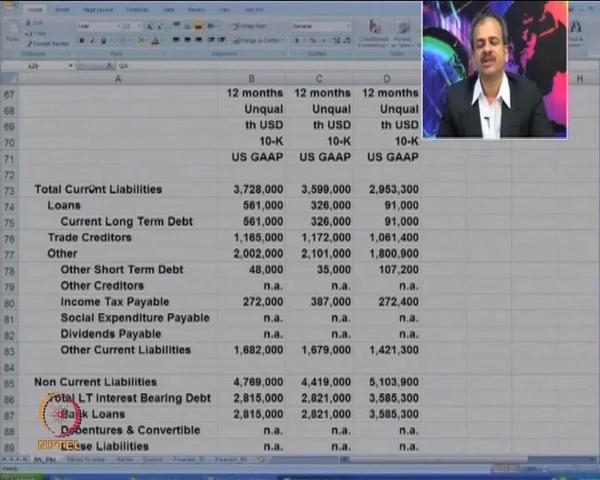 A B C D H
67 12 months 12 months 12 months
68 Unqual Unqual Unqual
69 th USD th USD th USD
70 10-K 10-K 10-K
71 US GAAP US GAAP US GAAP
72
73 Total Current Liabilities 3,728,000 3,599,000 2,953,300
74 Loans 561,000 326,000 91,000
75 Current Long Term Debt 561,000 326,000 91,000
76 Trade Creditors 1,165,000 1,172,000 1,061,400
77 Other 2,002,000 2,101,000 1,800,900
78 Other Short Term Debt 48,000 35,000 107,200
79 Other Creditors n.a. n.a. n.a.
80 Income Tax Payable 272,000 387,000 272,400
81 Social Expenditure Payable n.a. n.a. n.a.
82 Dividends Payable n.a. n.a. n.a.
83 Other Current Liabilities 1,682,000 1,679,000 1,421,300
84
85 Non Current Liabilities 4,769,000 4,419,000 5,103,900
86 Total LT Interest Bearing Debt 2,815,000 2,821,000 3,585,300
87 Bank Loans 2,815,000 2,821,000 3,585,300
88 Debentures & Convertible n.a. n.a. n.a.
89 n.a. n.a. n.a.
NPTEL